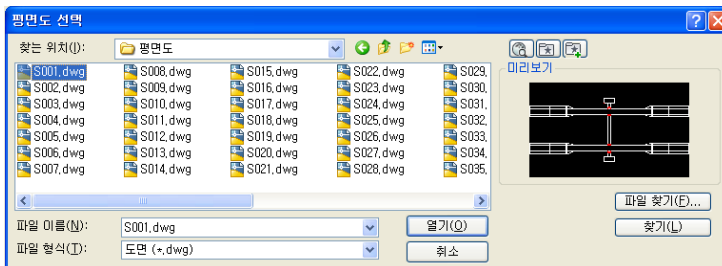 평면도 선택
찾는 위치(I):
평면도
S001.dwg S008.dwg S015.dwg S022.dwg S029.
S002.dwg S009.dwg S016.dwg S023.dwg S030.
S003.dwg S010.dwg S017.dwg S024.dwg S031.
S004.dwg S011.dwg S018.dwg S025.dwg S032.
S005.dwg S012.dwg S019.dwg S026.dwg S033.
S006.dwg S013.dwg S020.dwg S027.dwg S034.
S007.dwg S014.dwg S021.dwg S028.dwg S035.
미리보기
파일 찾기(F)...
찾기(L)
파일 이름(N): S001.dwg 열기(O)
파일 형식(T): 도면 (*.dwg) 취소